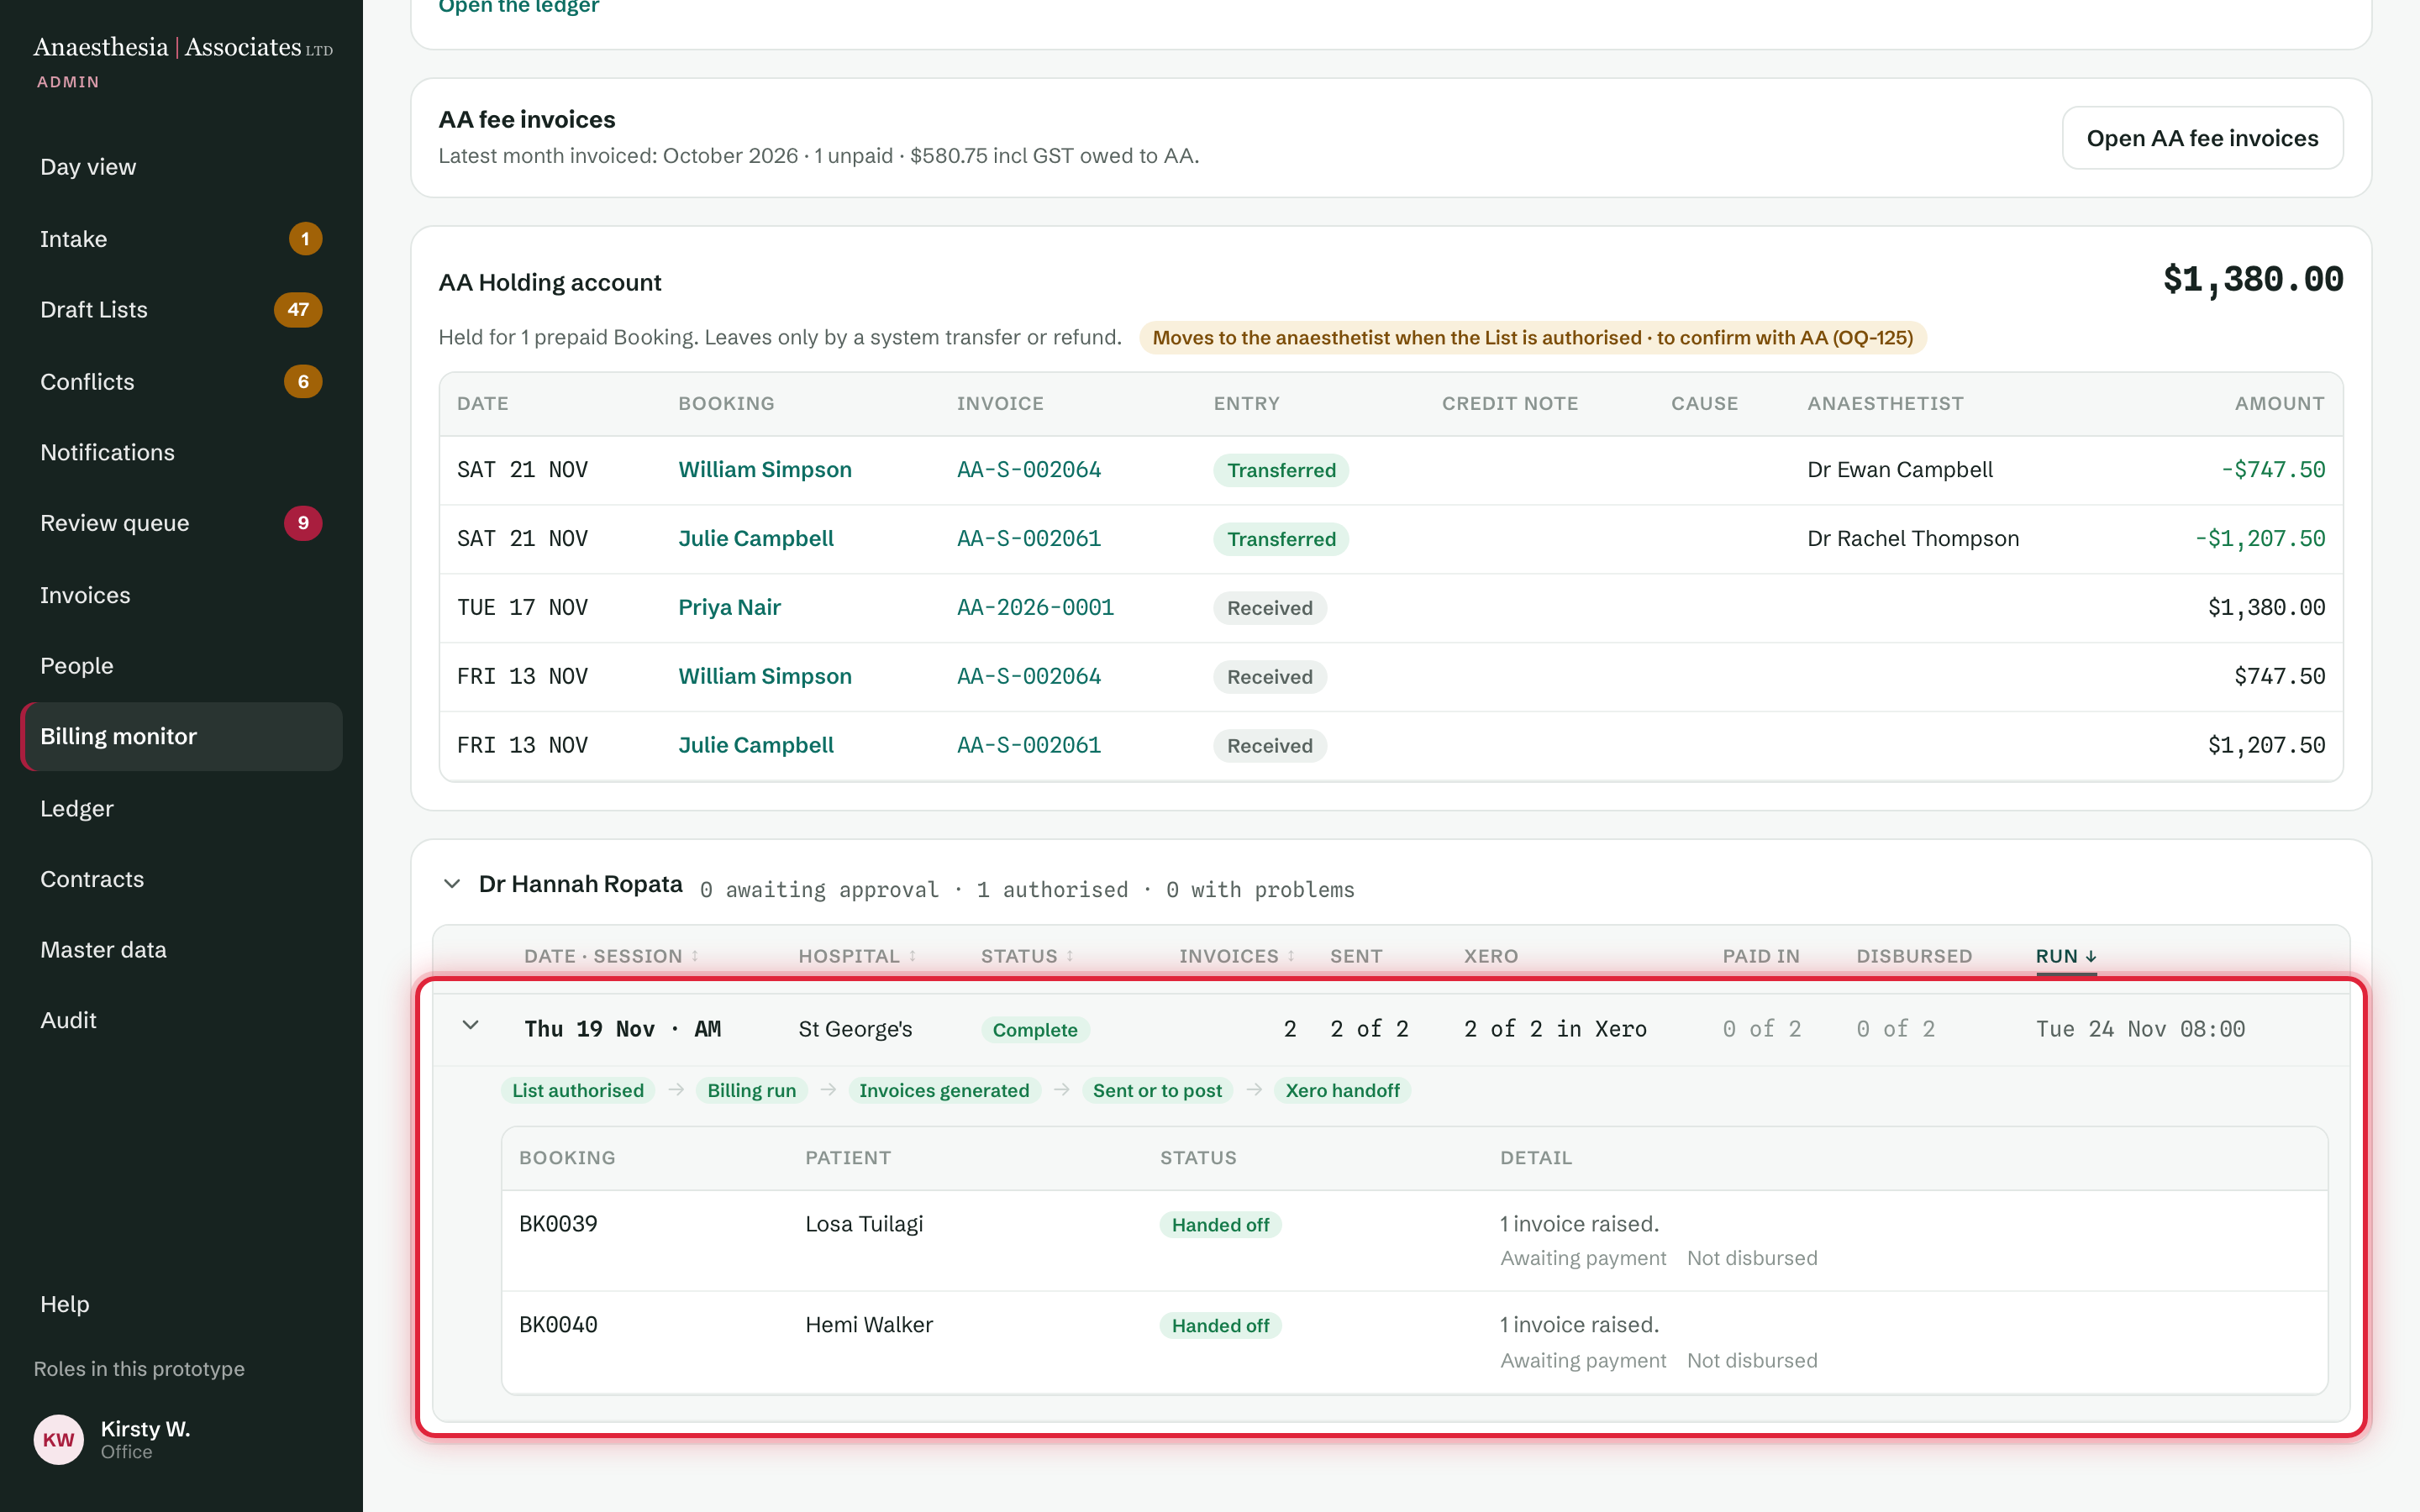 Anaesthesia | Associates LTD
ADMIN
Day view
Intake 1
Draft Lists 47
Conflicts 6
Notifications
Review queue 9
Invoices
People
Billing monitor
Ledger
Contracts
Master data
Audit
Help
Roles in this prototype
KW Kirsty W.
Office
Open the ledger
AA fee invoices
Latest month invoiced: October 2026 · 1 unpaid · $580.75 incl GST owed to AA.
Open AA fee invoices
AA Holding account $1,380.00
Held for 1 prepaid Booking. Leaves only by a system transfer or refund. Moves to the anaesthetist when the List is authorised · to confirm with AA (OQ-125)
DATE BOOKING INVOICE ENTRY CREDIT NOTE CAUSE ANAESTHETIST AMOUNT
SAT 21 NOV William Simpson AA-S-002064 Transferred Dr Ewan Campbell -$747.50
SAT 21 NOV Julie Campbell AA-S-002061 Transferred Dr Rachel Thompson -$1,207.50
TUE 17 NOV Priya Nair AA-2026-0001 Received $1,380.00
FRI 13 NOV William Simpson AA-S-002064 Received $747.50
FRI 13 NOV Julie Campbell AA-S-002061 Received $1,207.50
Dr Hannah Ropata 0 awaiting approval · 1 authorised · 0 with problems
DATE · SESSION ↕ HOSPITAL ↕ STATUS ↕ INVOICES ↕ SENT XERO PAID IN DISBURSED RUN ↓
Thu 19 Nov · AM St George's Complete 2 2 of 2 2 of 2 in Xero 0 of 2 0 of 2 Tue 24 Nov 08:00
List authorised → Billing run → Invoices generated → Sent or to post → Xero handoff
BOOKING PATIENT STATUS DETAIL
BK0039 Losa Tuilagi Handed off 1 invoice raised.
Awaiting payment Not disbursed
BK0040 Hemi Walker Handed off 1 invoice raised.
Awaiting payment Not disbursed